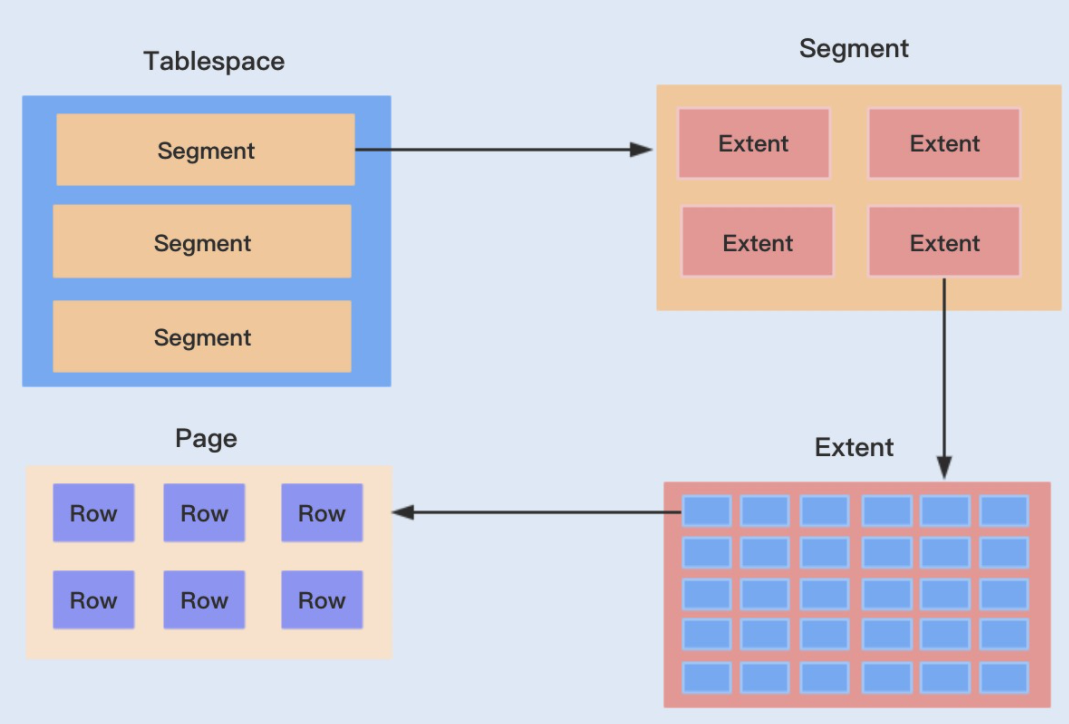 Tablespace
Segment
Segment
Segment
Segment
Extent
Extent
Extent
Extent
Extent
Page
Row
Row
Row
Row
Row
Row